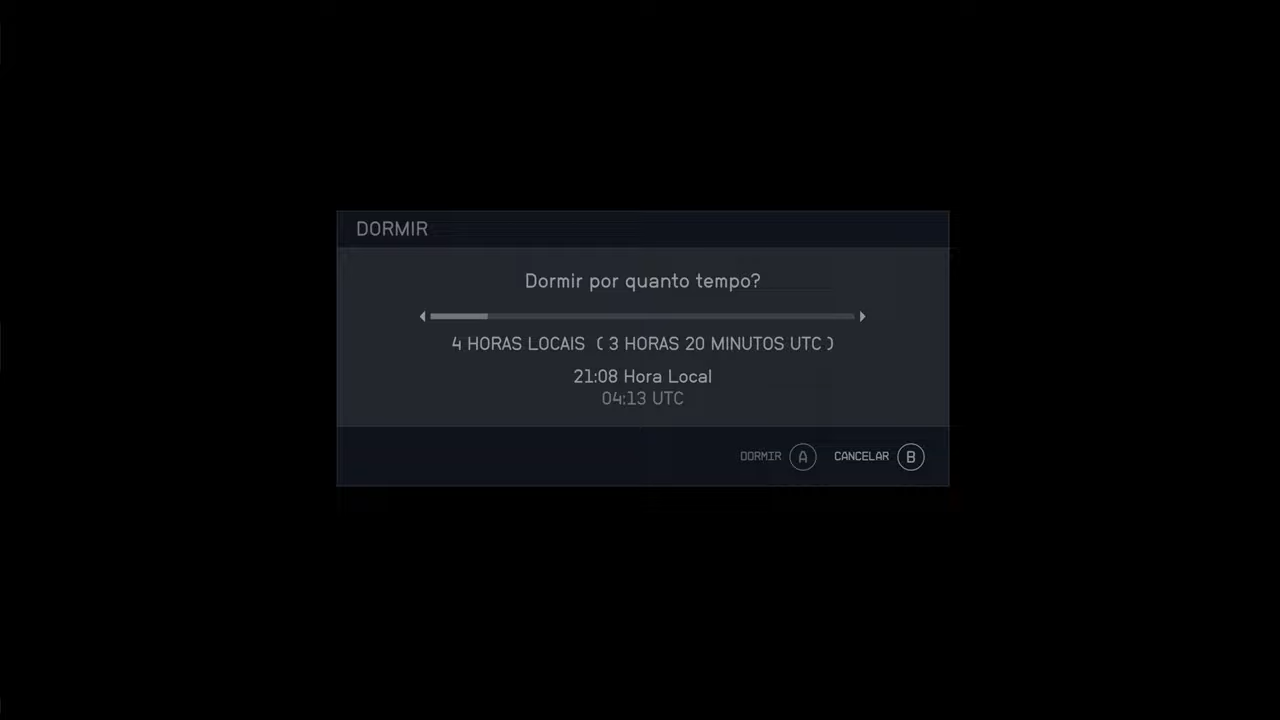 DORMIR
Dormir por quanto tempo?
4 HORAS LOCAIS ( 3 HORAS 20 MINUTOS UTC )
21:08 Hora Local
04:13 UTC
DORMIR A CANCELAR B